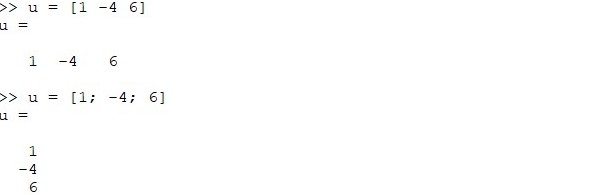 >> u = [1 -4 6]
u =
1 -4 6
>> u = [1; -4; 6]
u =
1
-4
6